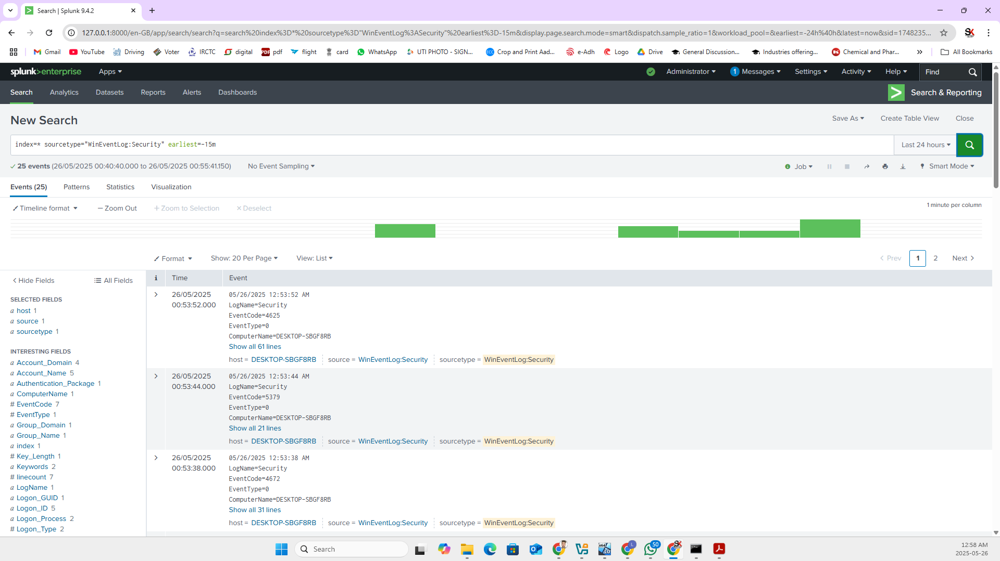 Search | Splunk 9.4.2
127.0.0.1:8000/en-GB/app/search/search?q=search%20index%3D*%20sourcetype%3D"WinEventLog%3ASecurity"%20earliest%3D-15m&display.page.search.mode=smart&dispatch.sample_ratio=1&workload_pool=&earliest=-24h%40h&latest=now&sid=1748235...
Gmail YouTube Driving Voter IRCTC digital pdf flight card WhatsApp UTI PHOTO - SIGN... Crop and Print Aad... e-Adh Logo Drive General Discussion... Industries offering... Chemical and Phar... All Bookmarks
splunk>enterprise Apps Administrator 1 Messages Settings Activity Help Find
Search Analytics Datasets Reports Alerts Dashboards Search & Reporting
New Search Save As Create Table View Close
index=* sourcetype="WinEventLog:Security" earliest=-15m Last 24 hours
25 events (26/05/2025 00:40:40.000 to 26/05/2025 00:55:41.150) No Event Sampling Job Smart Mode
Events (25) Patterns Statistics Visualization
Timeline format — Zoom Out + Zoom to Selection × Deselect 1 minute per column
Format Show: 20 Per Page View: List < Prev 1 2 Next >
< Hide Fields All Fields
i Time Event
SELECTED FIELDS
a host 1
a source 1
a sourcetype 1
INTERESTING FIELDS
a Account_Domain 4
a Account_Name 5
a Authentication_Package 1
a ComputerName 1
# EventCode 7
# EventType 1
a Group_Domain 1
a Group_Name 1
a index 1
# Key_Length 1
a Keywords 2
# linecount 7
a LogName 1
a Logon_GUID 1
a Logon_ID 5
a Logon_Process 2
# Logon_Type 2
26/05/2025
00:53:52.000
05/26/2025 12:53:52 AM
LogName=Security
EventCode=4625
EventType=0
ComputerName=DESKTOP-SBGF8RB
Show all 61 lines
host = DESKTOP-SBGF8RB source = WinEventLog:Security sourcetype = WinEventLog:Security
26/05/2025
00:53:44.000
05/26/2025 12:53:44 AM
LogName=Security
EventCode=5379
EventType=0
ComputerName=DESKTOP-SBGF8RB
Show all 21 lines
host = DESKTOP-SBGF8RB source = WinEventLog:Security sourcetype = WinEventLog:Security
26/05/2025
00:53:38.000
05/26/2025 12:53:38 AM
LogName=Security
EventCode=4672
EventType=0
ComputerName=DESKTOP-SBGF8RB
Show all 31 lines
host = DESKTOP-SBGF8RB source = WinEventLog:Security sourcetype = WinEventLog:Security
Search 50 12:58 AM
2025-05-26